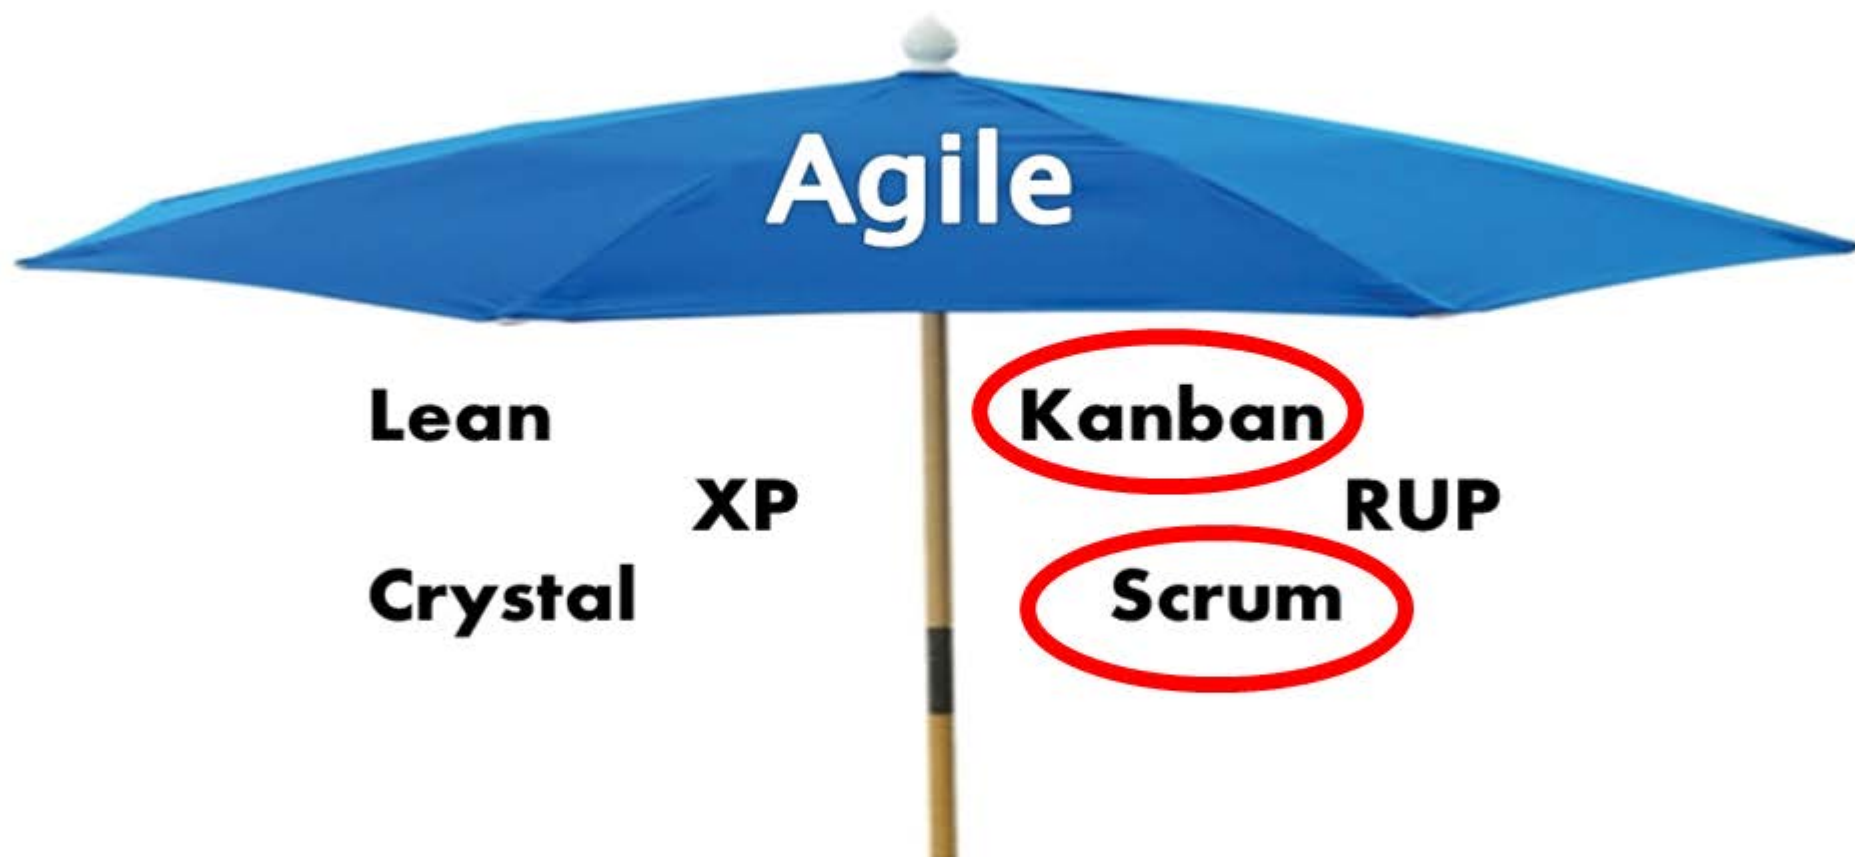 Agile
Lean
Kanban
XP
RUP
Crystal
Scrum